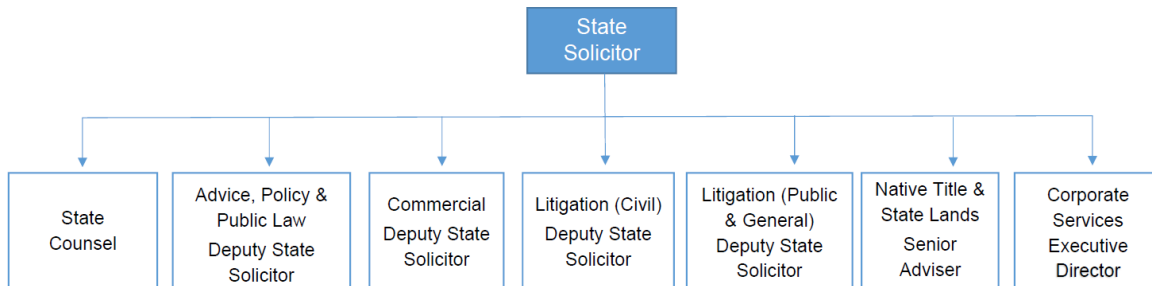 State
Solicitor
State
Counsel
Advice, Policy &
Public Law
Deputy State
Solicitor
Commercial
Deputy State
Solicitor
Litigation (Civil)
Deputy State
Solicitor
Litigation (Public
& General)
Deputy State
Solicitor
Native Title &
State Lands
Senior
Adviser
Corporate
Services
Executive
Director